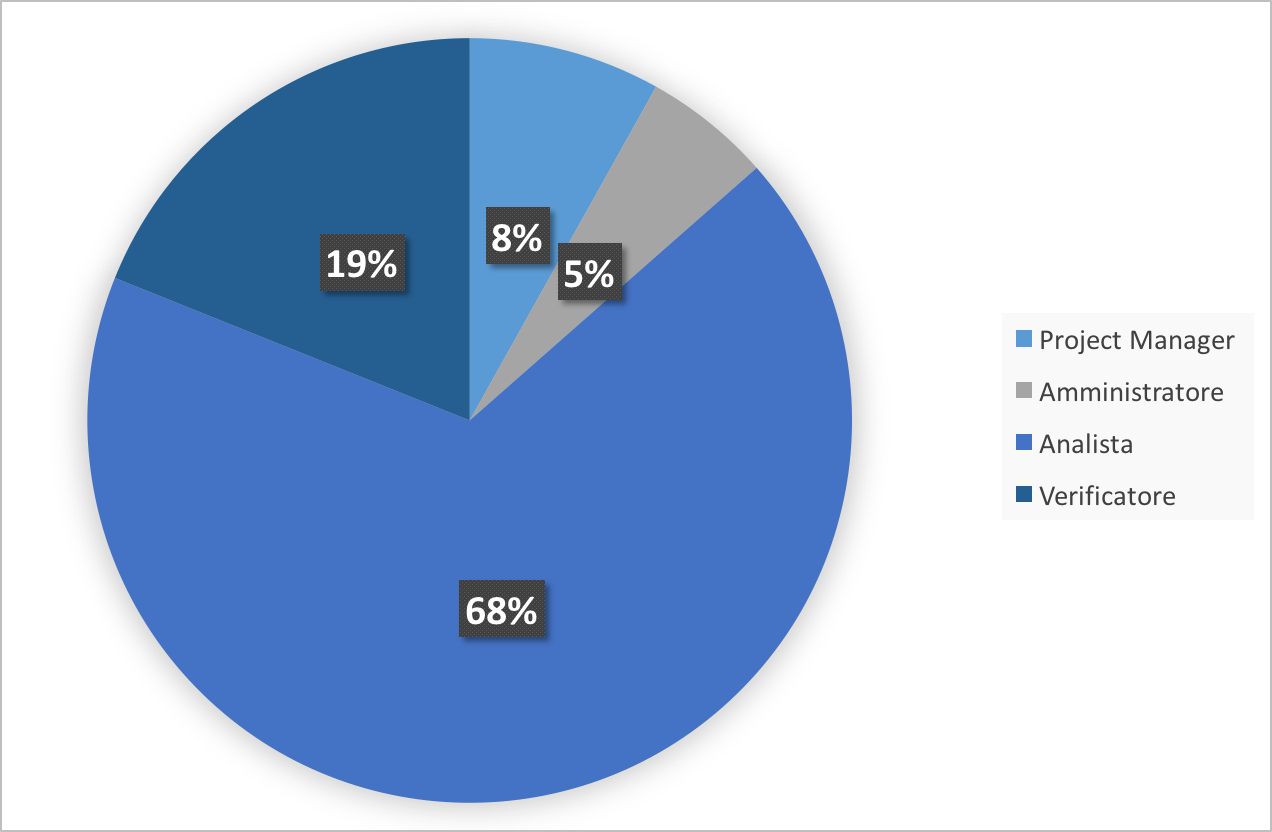 8%
5%
19%
68%
Project Manager
Amministratore
Analista
Verificatore